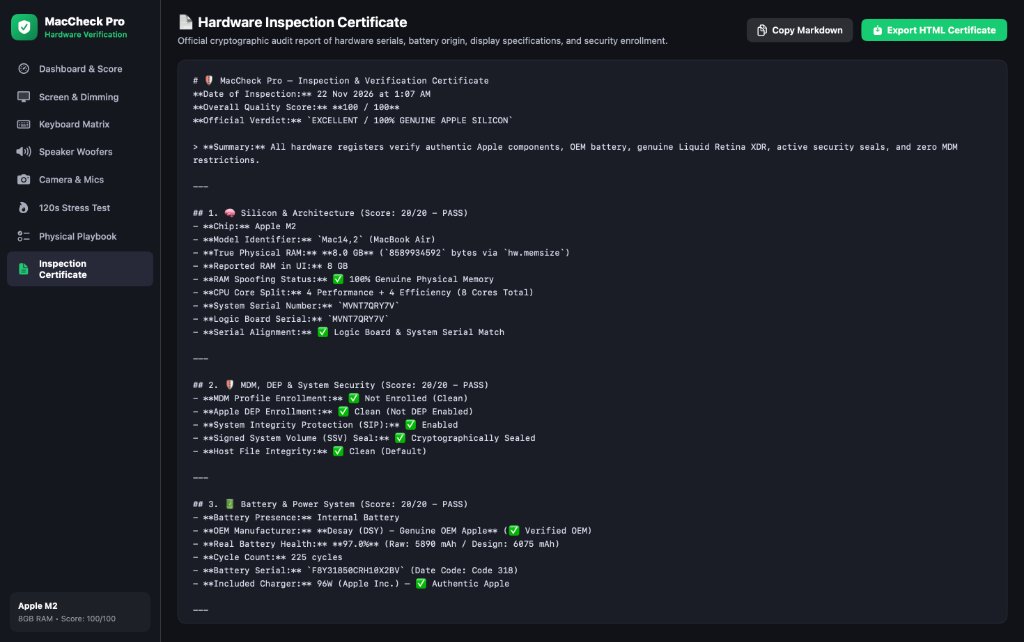 MacCheck Pro
Hardware Verification
Dashboard & Score
Screen & Dimming
Keyboard Matrix
Speaker Woofers
Camera & Mics
120s Stress Test
Physical Playbook
Inspection
Certificate
Apple M2
8GB RAM • Score: 100/100
📄 Hardware Inspection Certificate
Official cryptographic audit report of hardware serials, battery origin, display specifications, and security enrollment.
Copy Markdown
Export HTML Certificate
# 🛡️ MacCheck Pro — Inspection & Verification Certificate
**Date of Inspection:** 22 Nov 2026 at 1:07 AM
**Overall Quality Score:** **100 / 100**
**Official Verdict:** `EXCELLENT / 100% GENUINE APPLE SILICON`
> **Summary:** All hardware registers verify authentic Apple components, OEM battery, genuine Liquid Retina XDR, active security seals, and zero MDM
restrictions.
---
## 1. 🧠 Silicon & Architecture (Score: 20/20 - PASS)
- **Chip:** Apple M2
- **Model Identifier:** `Mac14,2` (MacBook Air)
- **True Physical RAM:** **8.0 GB** (`8589934592` bytes via `hw.memsize`)
- **Reported RAM in UI:** 8 GB
- **RAM Spoofing Status:** ✅ 100% Genuine Physical Memory
- **CPU Core Split:** 4 Performance + 4 Efficiency (8 Cores Total)
- **System Serial Number:** `MVNT7QRY7V`
- **Logic Board Serial:** `MVNT7QRY7V`
- **Serial Alignment:** ✅ Logic Board & System Serial Match
---
## 2. 🛡️ MDM, DEP & System Security (Score: 20/20 - PASS)
- **MDM Profile Enrollment:** ✅ Not Enrolled (Clean)
- **Apple DEP Enrollment:** ✅ Clean (Not DEP Enabled)
- **System Integrity Protection (SIP):** ✅ Enabled
- **Signed System Volume (SSV) Seal:** ✅ Cryptographically Sealed
- **Host File Integrity:** ✅ Clean (Default)
---
## 3. 🔋 Battery & Power System (Score: 20/20 - PASS)
- **Battery Presence:** Internal Battery
- **OEM Manufacturer:** **Desay (DSY) - Genuine OEM Apple** (✅ Verified OEM)
- **Real Battery Health:** **97.0%** (Raw: 5890 mAh / Design: 6075 mAh)
- **Cycle Count:** 225 cycles
- **Battery Serial:** `F8Y31850CRH10X2BV` (Date Code: Code 318)
- **Included Charger:** 96W (Apple Inc.) — ✅ Authentic Apple
---